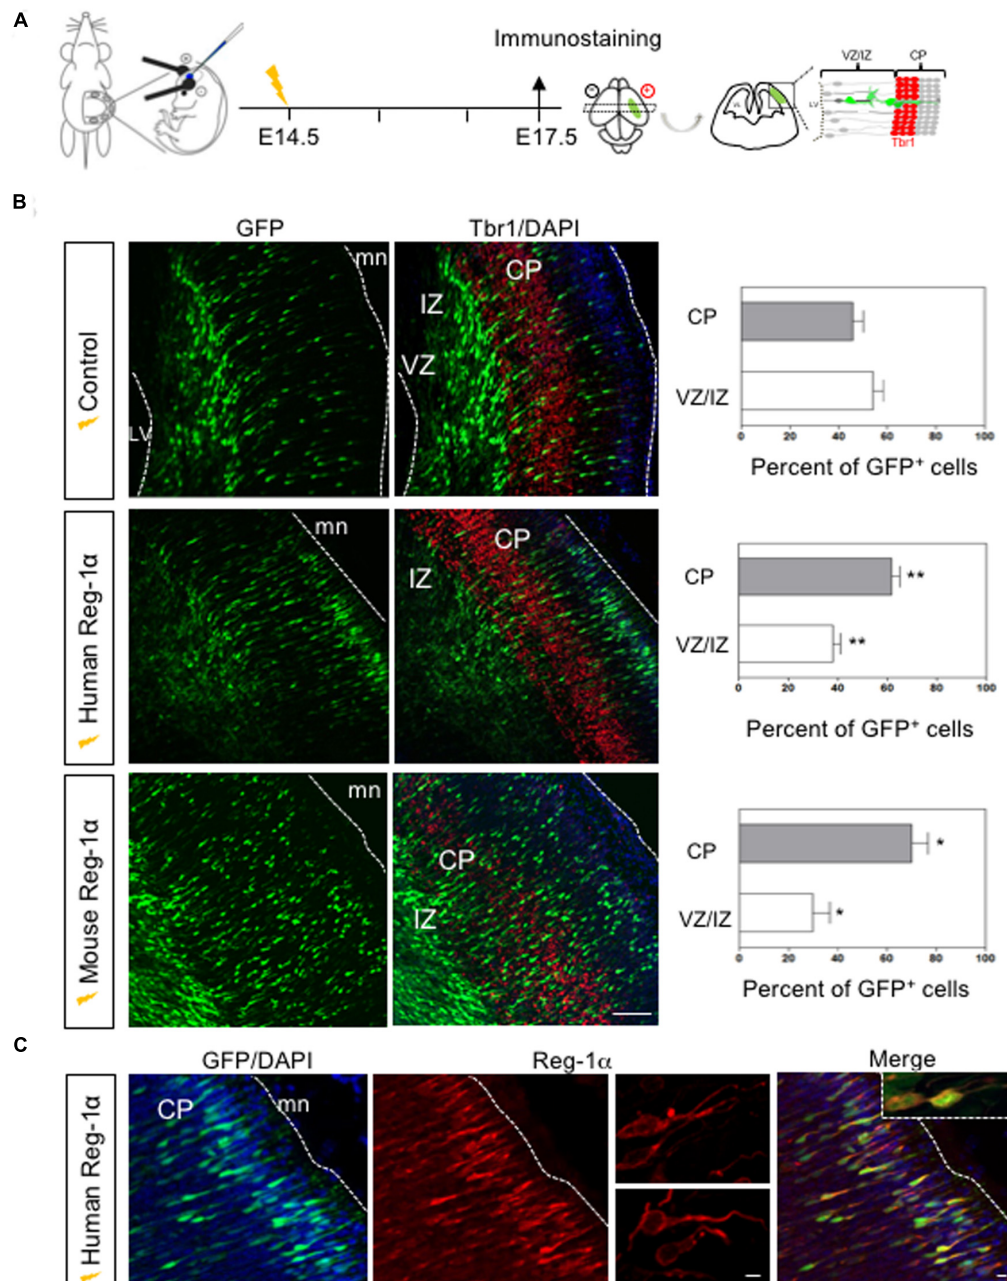 A
Immunostaining
E14.5
E17.5
VZ/IZ
CP
LV
Tbr1
B
GFP
Tbr1/DAPI
Control
LV
mn
CP
IZ
VZ
CP
VZ/IZ
0 20 40 60 80 100
Percent of GFP+ cells
Human Reg-1α
mn
CP
IZ
CP
**
VZ/IZ
**
0 20 40 60 80 100
Percent of GFP+ cells
Mouse Reg-1α
mn
CP
IZ
CP
*
VZ/IZ
*
0 20 40 60 80 100
Percent of GFP+ cells
C
GFP/DAPI
Reg-1α
Merge
Human Reg-1α
CP
mn